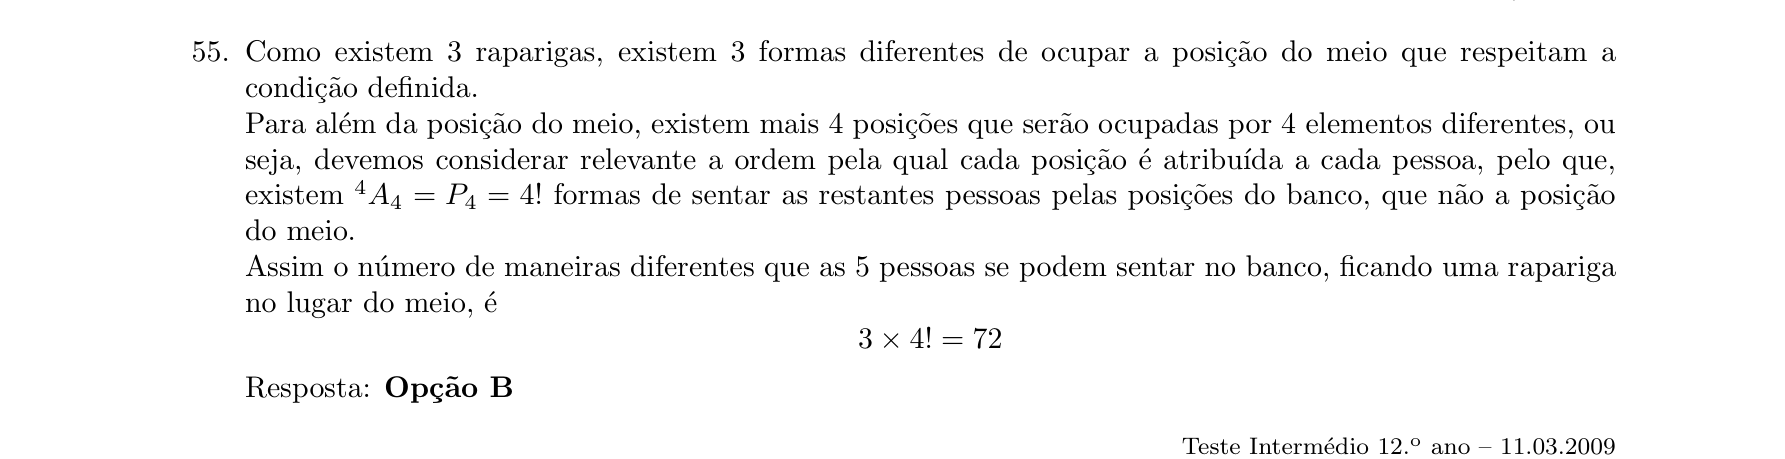 55. Como existem 3 raparigas, existem 3 formas diferentes de ocupar a posição do meio que respeitam a
condição definida.
Para além da posição do meio, existem mais 4 posições que serão ocupadas por 4 elementos diferentes, ou
seja, devemos considerar relevante a ordem pela qual cada posição é atribuída a cada pessoa, pelo que,
existem ⁴A₄ = P₄ = 4! formas de sentar as restantes pessoas pelas posições do banco, que não a posição
do meio.
Assim o número de maneiras diferentes que as 5 pessoas se podem sentar no banco, ficando uma rapariga
no lugar do meio, é
3 × 4! = 72
Resposta: Opção B
Teste Intermédio 12.º ano – 11.03.2009